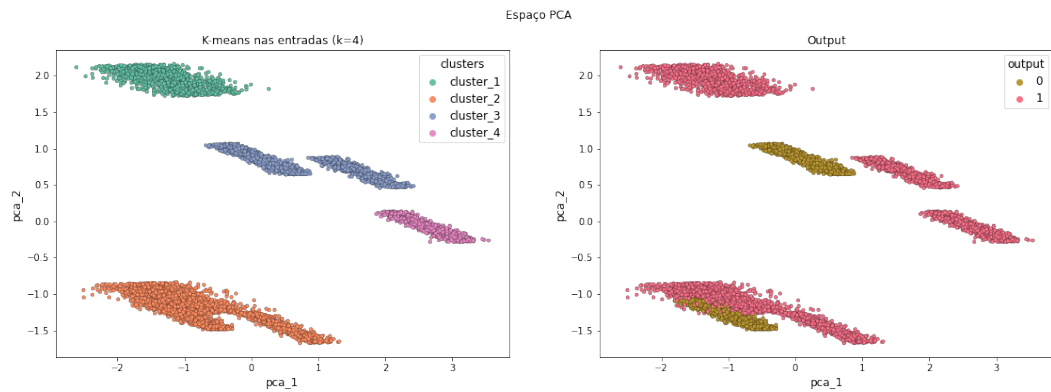 Espaço PCA
K-means nas entradas (k=4)
clusters
cluster_1
cluster_2
cluster_3
cluster_4
2.0
1.5
1.0
0.5
0.0
−0.5
−1.0
−1.5
pca_2
−2
−1
0
1
2
3
pca_1
Output
output
0
1
2.0
1.5
1.0
0.5
0.0
−0.5
−1.0
−1.5
pca_2
−2
−1
0
1
2
3
pca_1